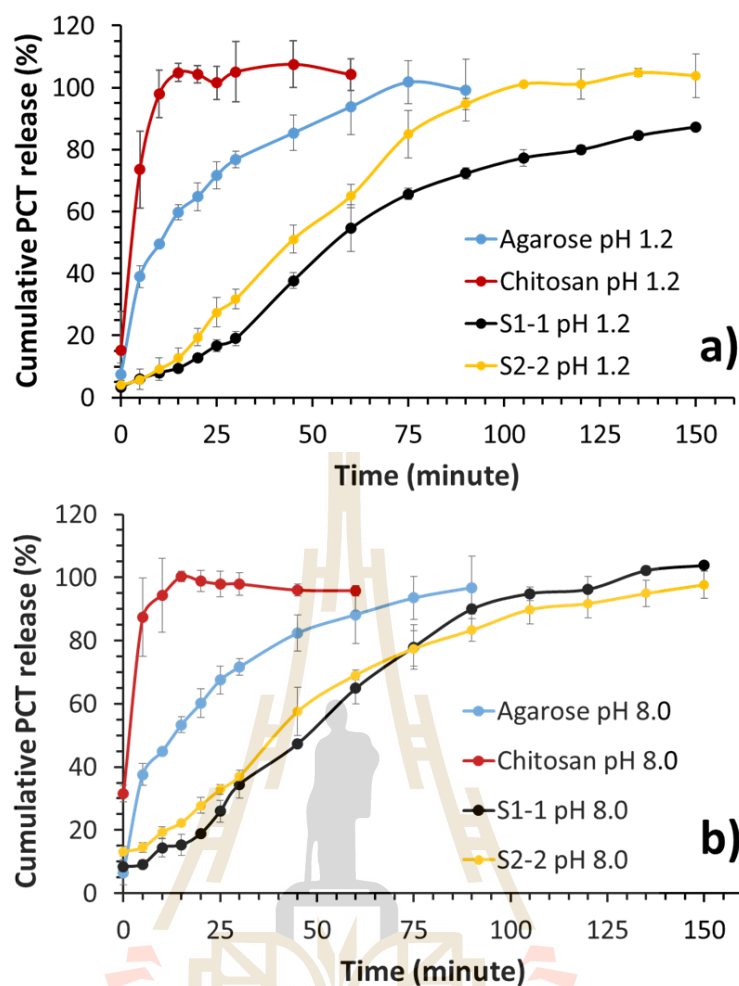 120
100
80
60
40
20
0
Cumulative PCT release (%)
Agarose pH 1.2
Chitosan pH 1.2
S1-1 pH 1.2
S2-2 pH 1.2
a)
0 25 50 75 100 125 150
Time (minute)
120
100
80
60
40
20
0
Cumulative PCT release (%)
Agarose pH 8.0
Chitosan pH 8.0
S1-1 pH 8.0
S2-2 pH 8.0
b)
0 25 50 75 100 125 150
Time (minute)